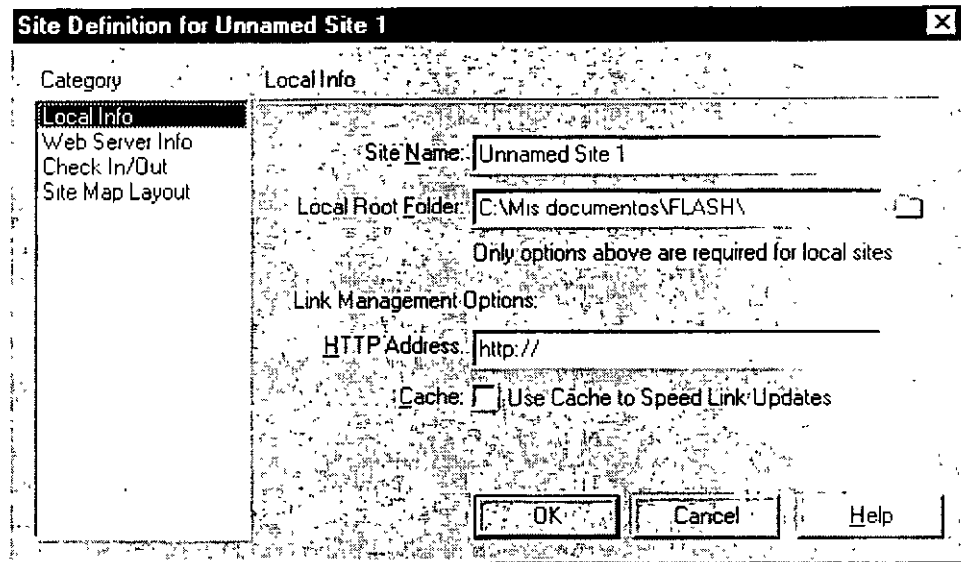 Site Definition for Unnamed Site 1
Category
Local Info
Web Server Info
Check In/Out
Site Map Layout
Local Info
Site Name: Unnamed Site 1
Local Root Folder: C:\Mis documentos\FLASH\
Only options above are required for local sites
Link Management Options:
HTTP Address: http://
Cache: Use Cache to Speed Link Updates
OK Cancel Help